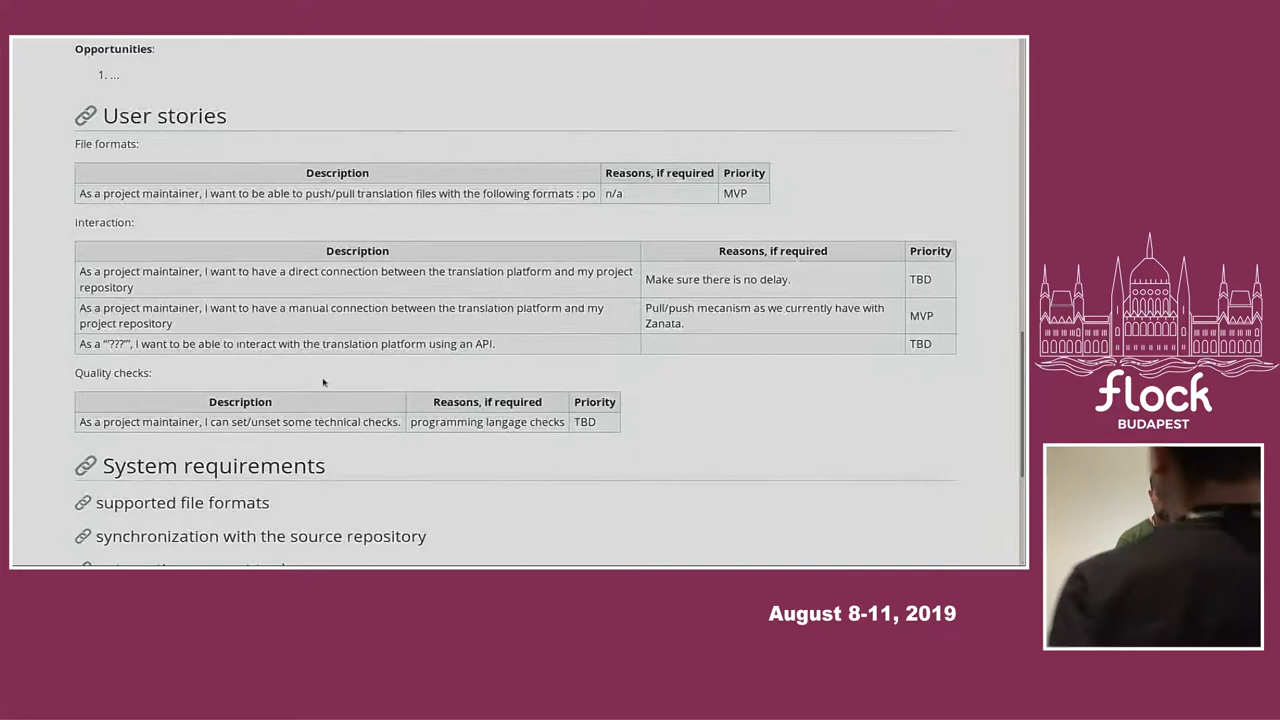 Opportunities:
1. ...
User stories
File formats:
Description Reasons, if required Priority
As a project maintainer, I want to be able to push/pull translation files with the following formats : po n/a MVP
Interaction:
Description Reasons, if required Priority
As a project maintainer, I want to have a direct connection between the translation platform and my project
repository
Make sure there is no delay.
TBD
As a project maintainer, I want to have a manual connection between the translation platform and my
project repository
Pull/push mecanism as we currently have with
Zanata.
MVP
As a "'???'", I want to be able to interact with the translation platform using an API. TBD
Quality checks:
Description Reasons, if required Priority
As a project maintainer, I can set/unset some technical checks. programming langage checks TBD
System requirements
supported file formats
synchronization with the source repository
flock
BUDAPEST
August 8-11, 2019